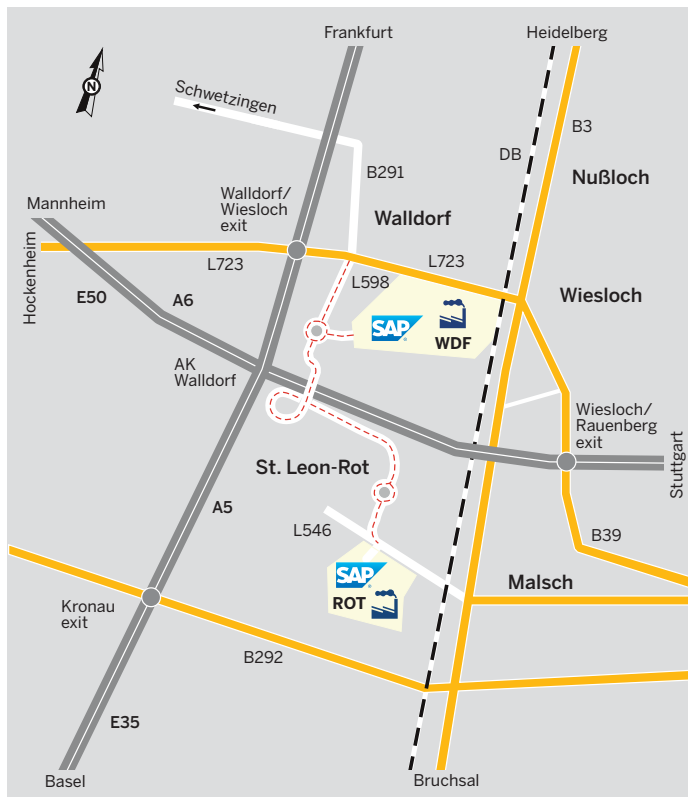 Frankfurt
Heidelberg
N
Schwetzingen
B3
DB
B291
Nußloch
Walldorf/
Wiesloch
exit
Mannheim
Walldorf
Hockenheim
L723
L723
L598
E50
A6
Wiesloch
SAP
WDF
AK
Walldorf
Wiesloch/
Rauenberg
exit
Stuttgart
St. Leon-Rot
A5
L546
B39
SAP
ROT
Malsch
Kronau
exit
B292
E35
Basel
Bruchsal